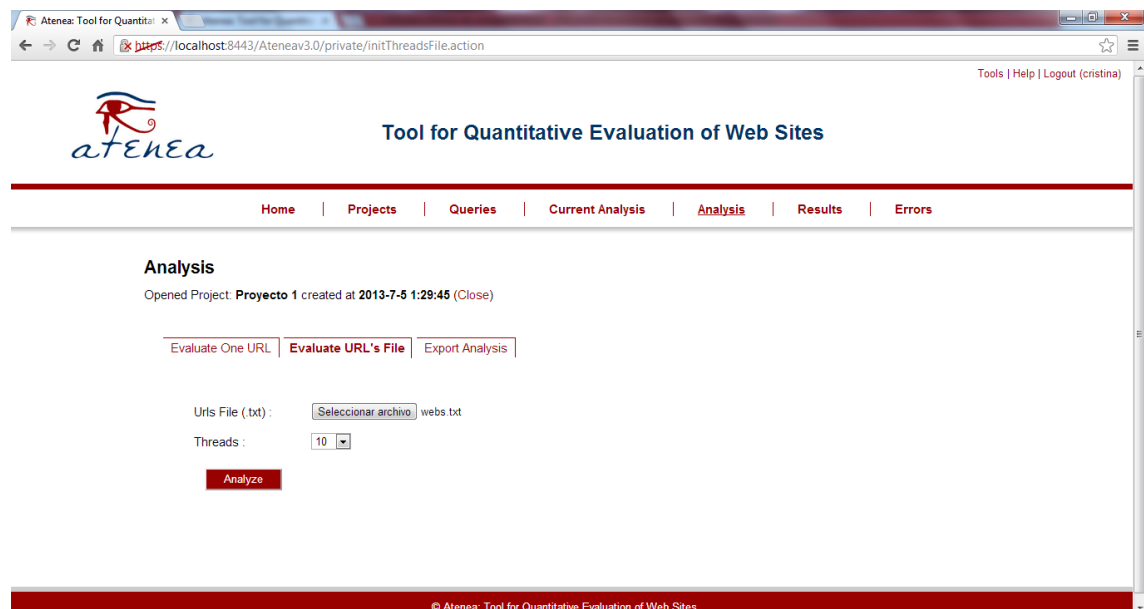 Atenea: Tool for Quantitat
https://localhost:8443/Ateneav3.0/private/initThreadsFile.action
Tools | Help | Logout (cristina)
atenea
Tool for Quantitative Evaluation of Web Sites
Home | Projects | Queries | Current Analysis | Analysis | Results | Errors
Analysis
Opened Project: Proyecto 1 created at 2013-7-5 1:29:45 (Close)
Evaluate One URL | Evaluate URL's File | Export Analysis
Urls File (.txt) : Seleccionar archivo webs.txt
Threads : 10
Analyze
© Atenea: Tool for Quantitative Evaluation of Web Sites